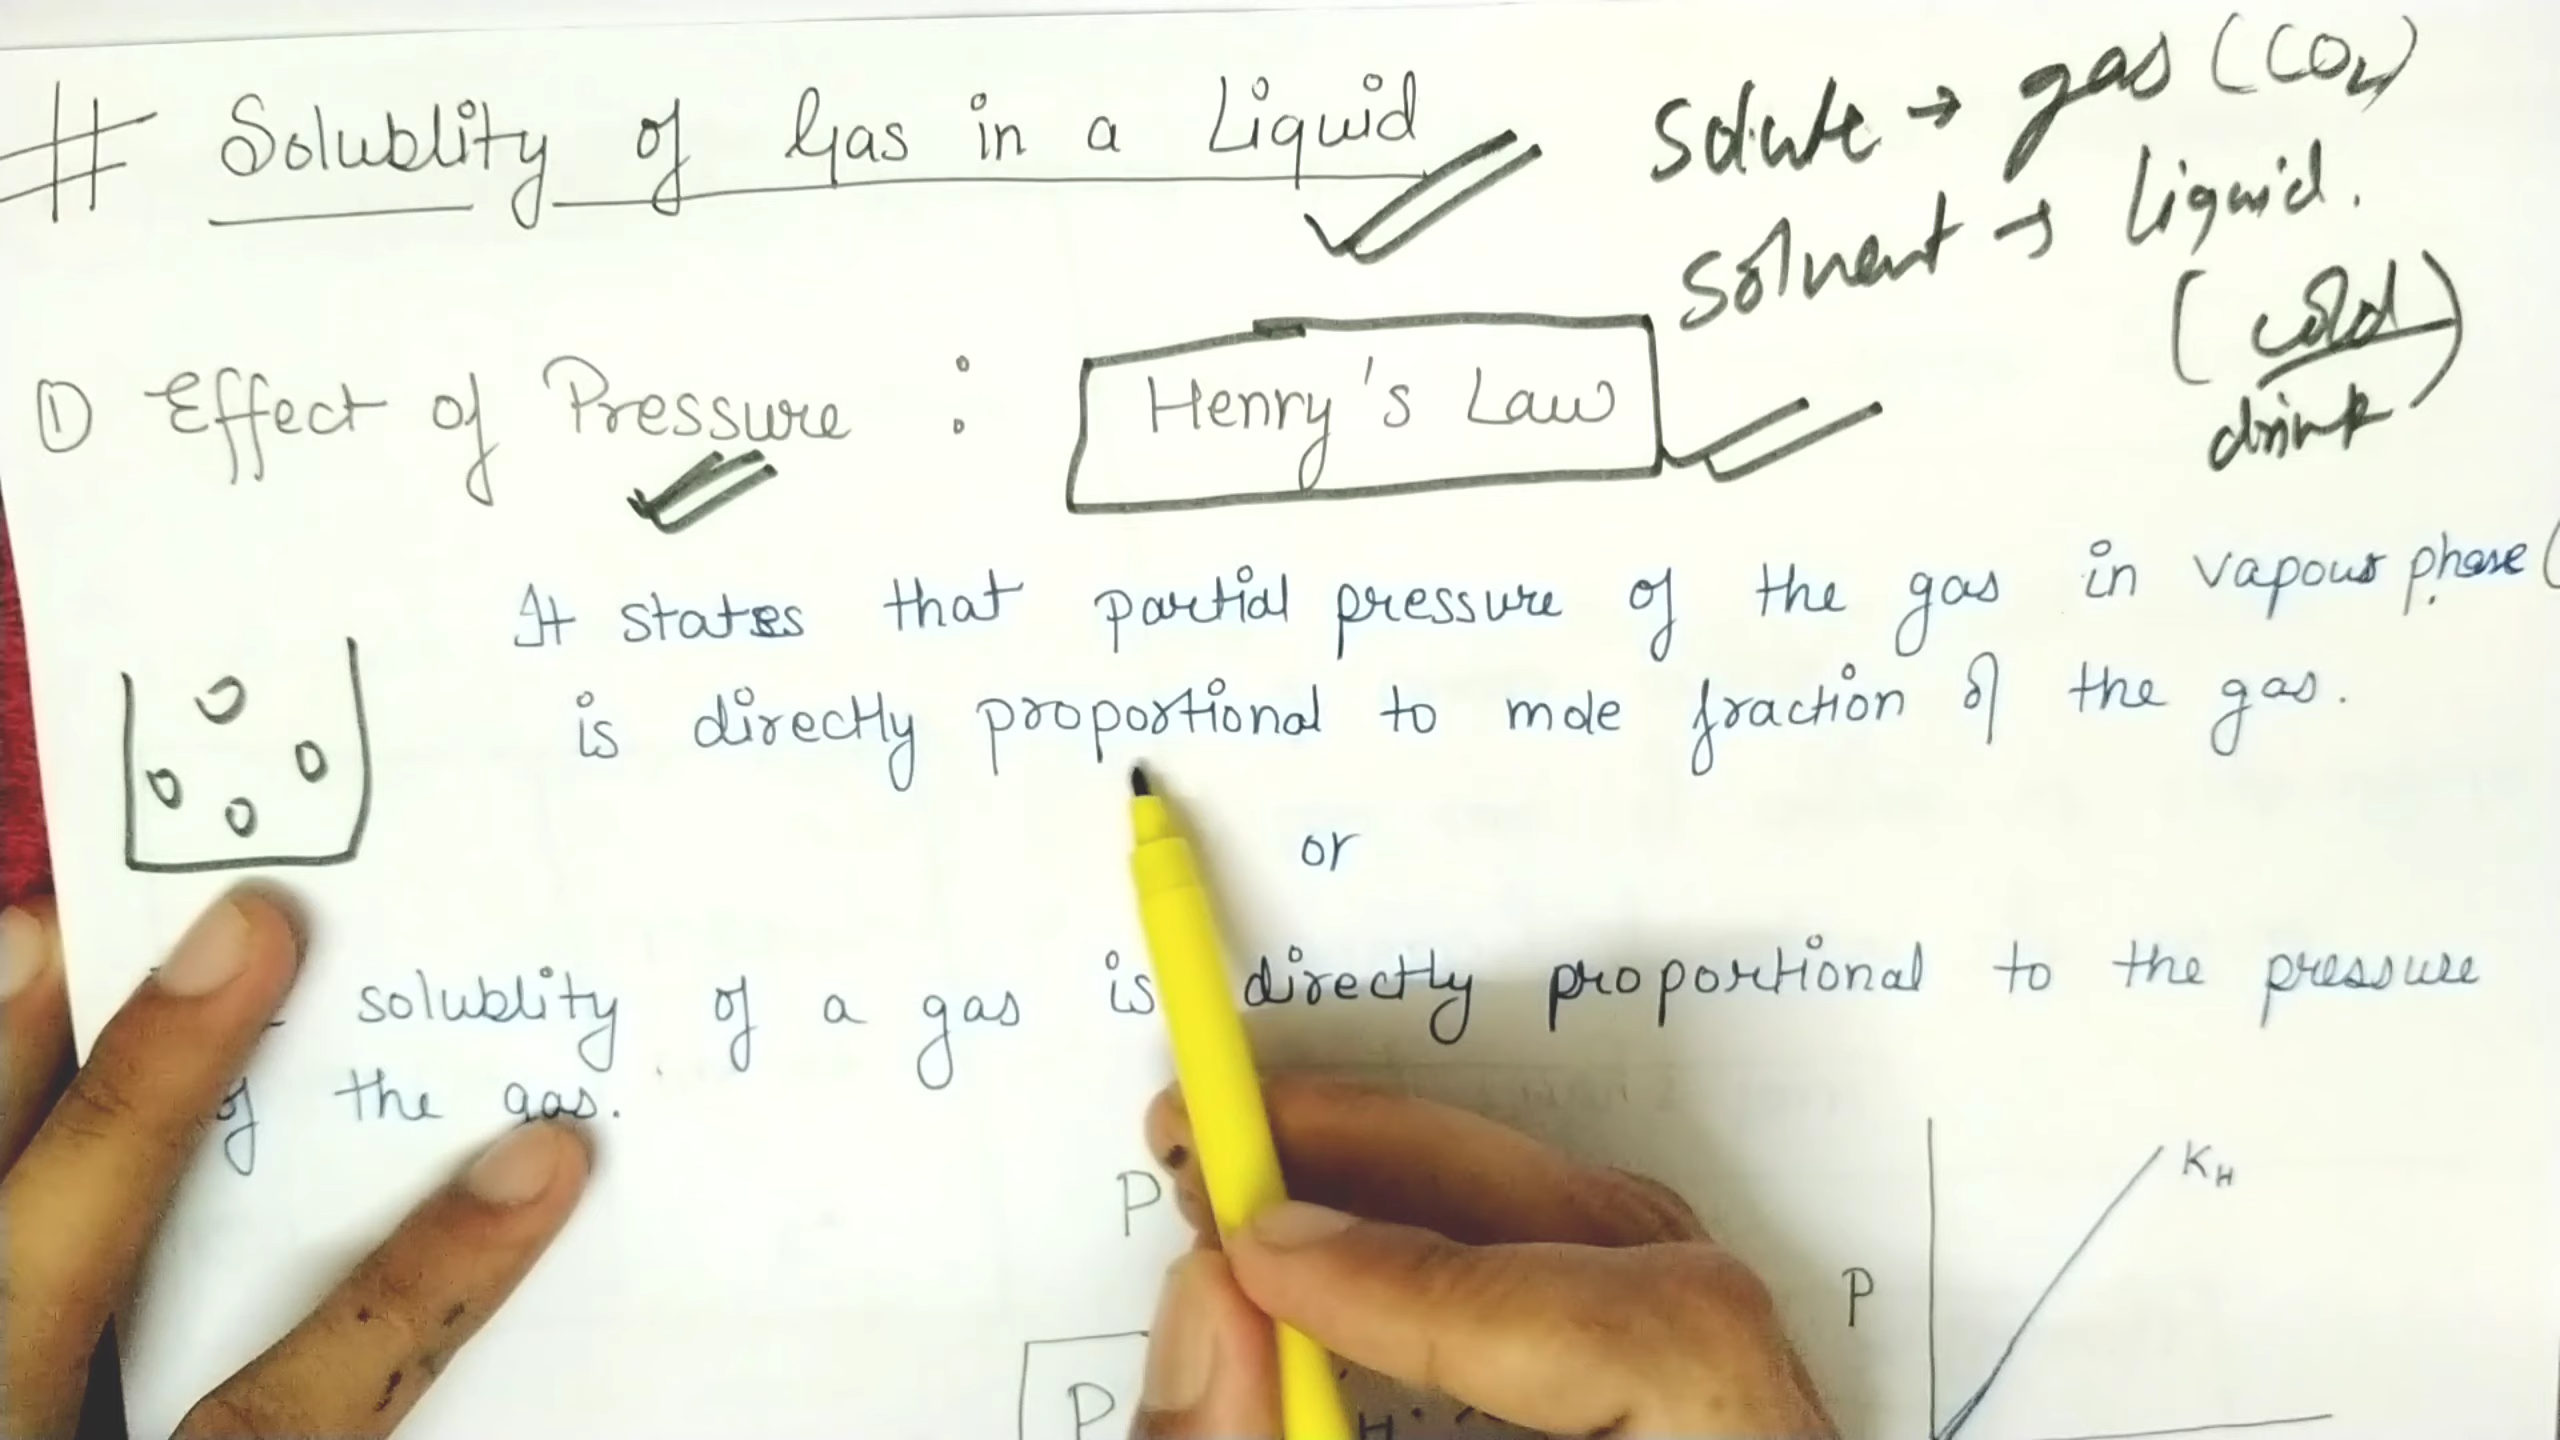 # Solublity of Gas in a Liquid
Solute → gas (CO₂)
Solvent → liquid.
(cold
drink)
① Effect of Pressure : Henry's Law
It states that partial pressure of the gas in vapour phase (
is directly proportional to mole fraction of the gas.
or
solublity of a gas is directly proportional to the pressure
of the gas.
P
K_H
P
P
H